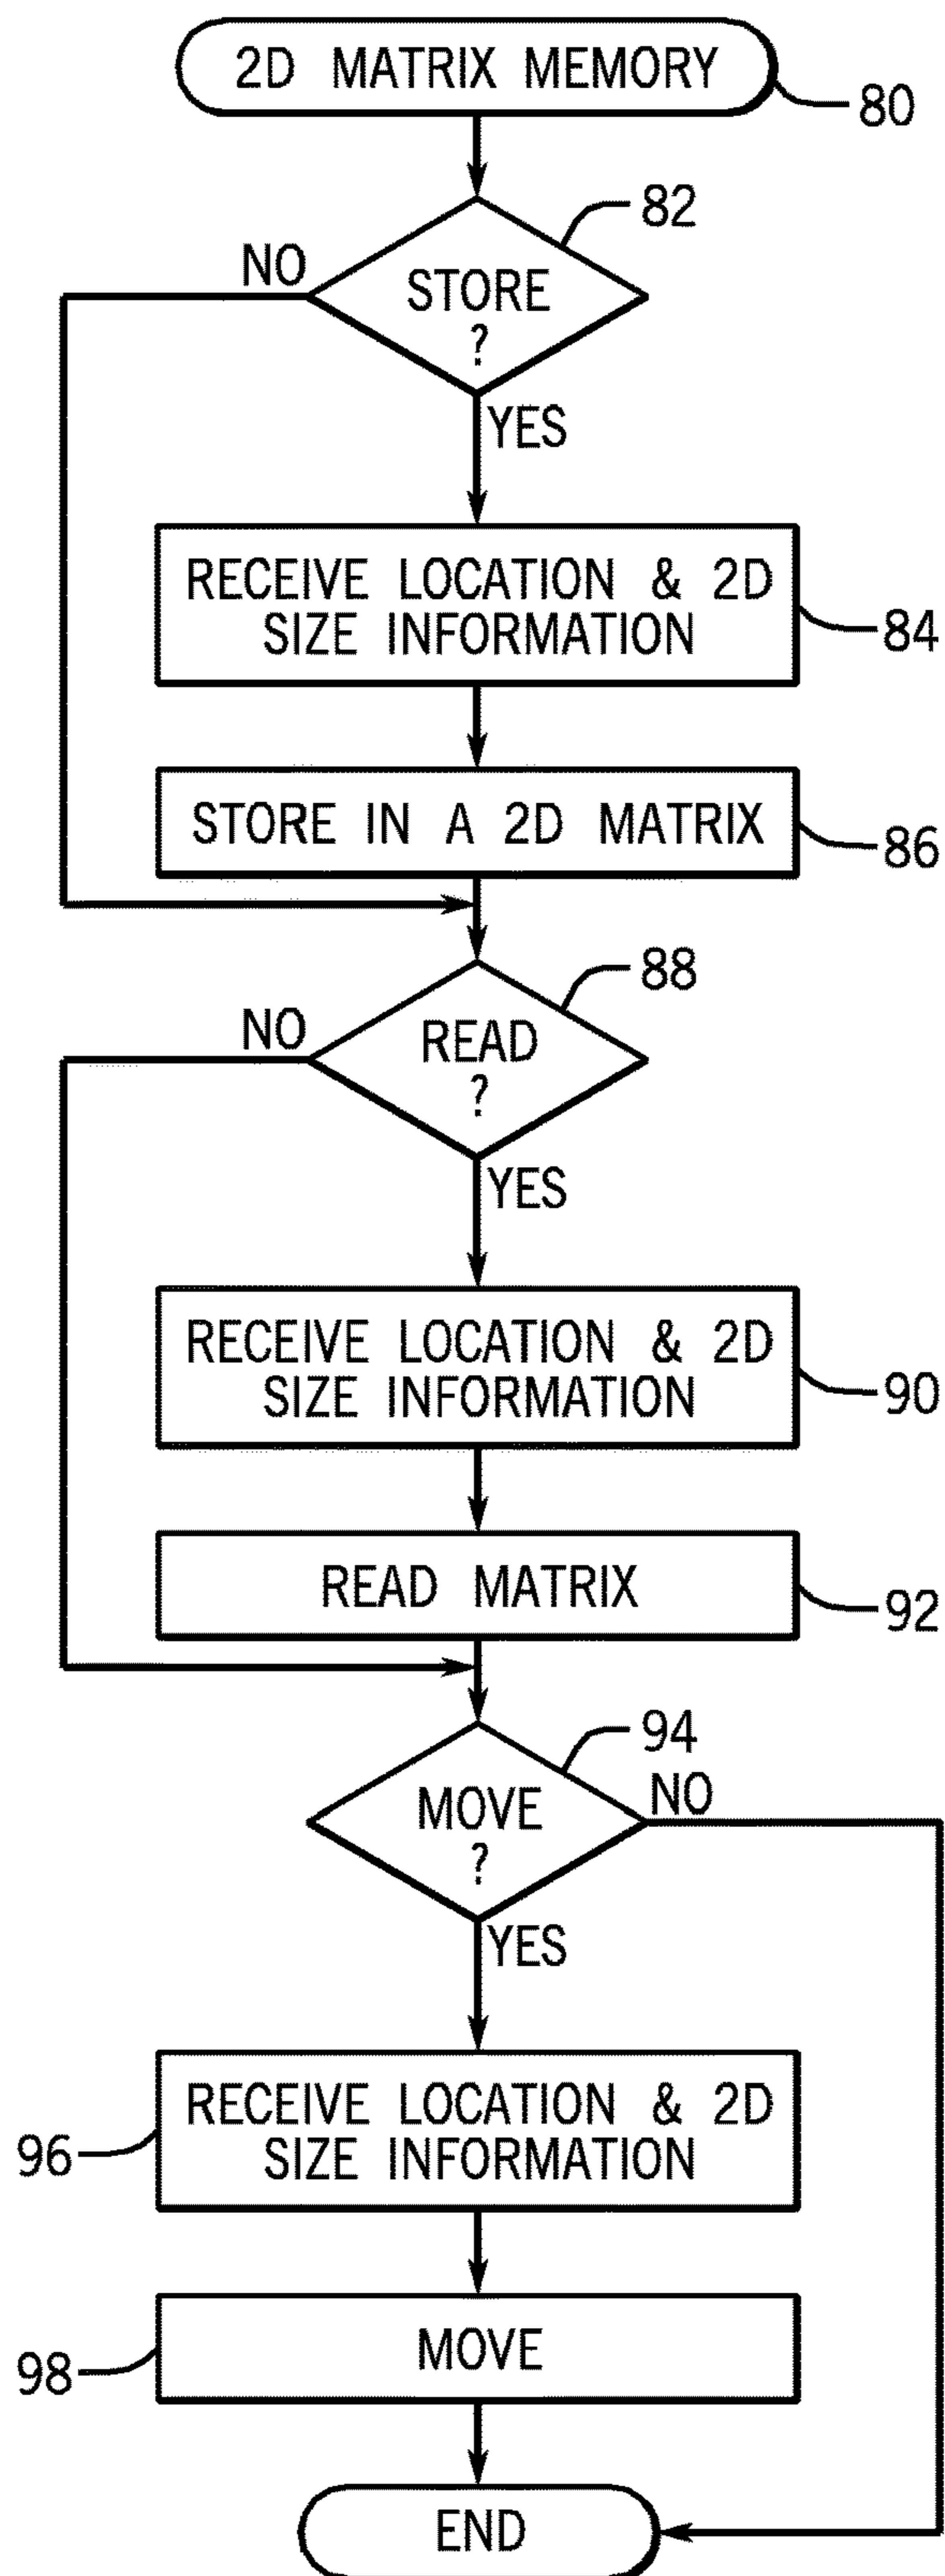 2D MATRIX MEMORY
80
82
NO
STORE
?
YES
RECEIVE LOCATION & 2D
SIZE INFORMATION
84
STORE IN A 2D MATRIX
86
88
NO
READ
?
YES
RECEIVE LOCATION & 2D
SIZE INFORMATION
90
READ MATRIX
92
94
NO
MOVE
?
YES
RECEIVE LOCATION & 2D
SIZE INFORMATION
96
MOVE
98
END